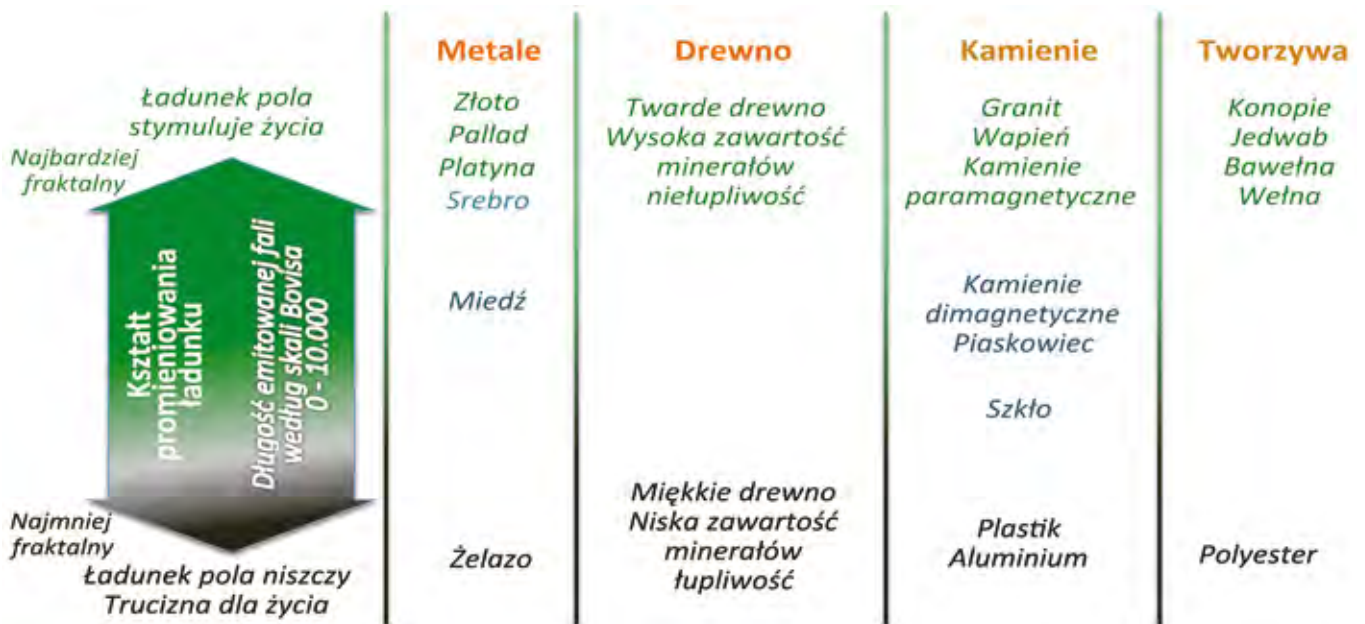 Metale
Drewno
Kamienie
Tworzywa
Ładunek pola
stymuluje życia
Najbardziej
fraktalny
Kształt
promieniowania
ładunku
Długość emitowanej fali
według skali Bovisa
0 - 10.000
Najmniej
fraktalny
Ładunek pola niszczy
Trucizna dla życia
Złoto
Pallad
Platyna
Srebro
Miedź
Żelazo
Twarde drewno
Wysoka zawartość
minerałów
niełupliwość
Miękkie drewno
Niska zawartość
minerałów
łupliwość
Granit
Wapień
Kamienie
paramagnetyczne
Kamienie
dimagnetyczne
Piaskowiec
Szkło
Plastik
Aluminium
Konopie
Jedwab
Bawełna
Wełna
Polyester